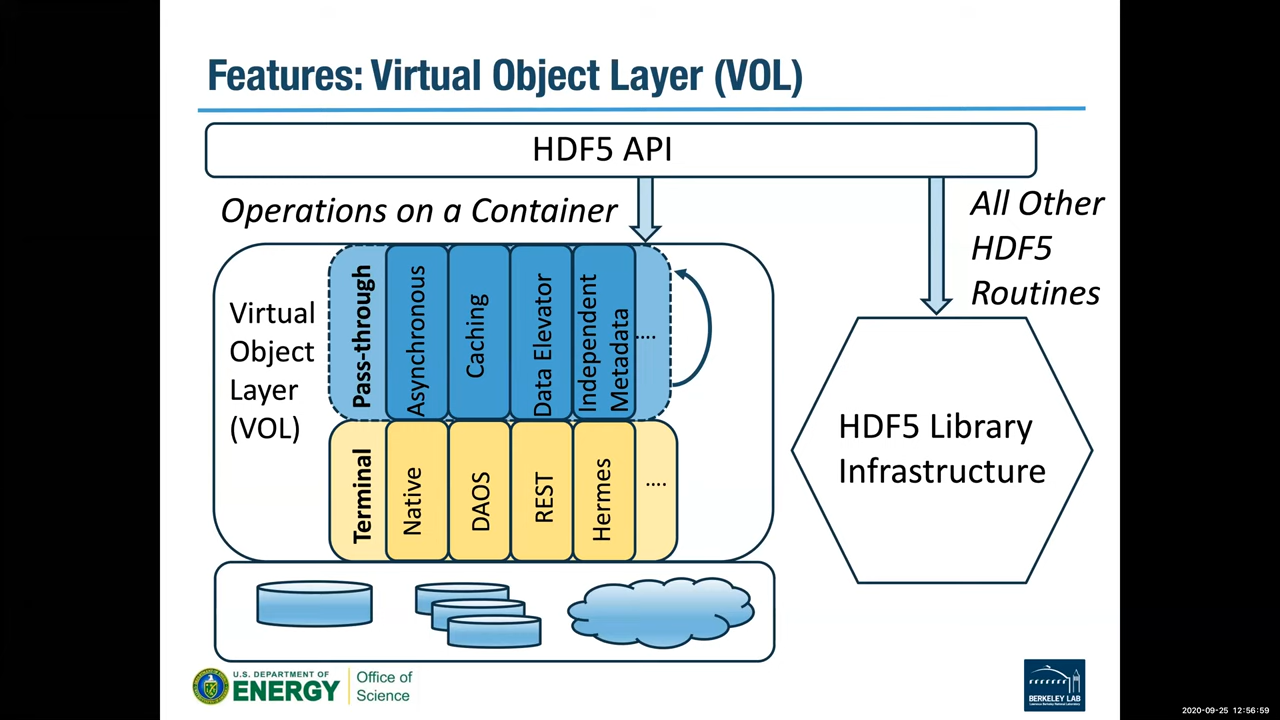 Features: Virtual Object Layer (VOL)
HDF5 API
Operations on a Container
All Other
HDF5
Routines
Virtual
Object
Layer
(VOL)
Pass-through
Asynchronous
Caching
Data Elevator
Independent
Metadata
....
Terminal
Native
DAOS
REST
Hermes
....
HDF5 Library
Infrastructure
U.S. DEPARTMENT OF
ENERGY
Office of
Science
BERKELEY LAB
2020-09-25 12:56:59